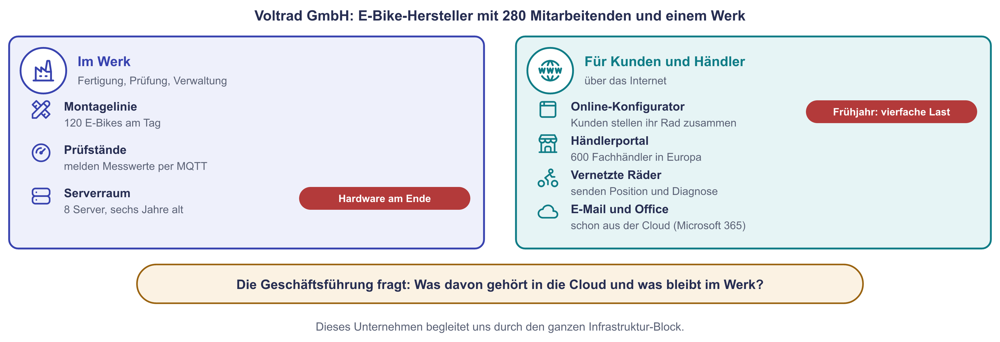 Voltrad GmbH: E-Bike-Hersteller mit 280 Mitarbeitenden und einem Werk
Im Werk
Fertigung, Prüfung, Verwaltung
Montagelinie
120 E-Bikes am Tag
Prüfstände
melden Messwerte per MQTT
Serverraum
8 Server, sechs Jahre alt
Hardware am Ende
WWW
Für Kunden und Händler
über das Internet
Online-Konfigurator
Kunden stellen ihr Rad zusammen
Frühjahr: vierfache Last
Händlerportal
600 Fachhändler in Europa
Vernetzte Räder
senden Position und Diagnose
E-Mail und Office
schon aus der Cloud (Microsoft 365)
Die Geschäftsführung fragt: Was davon gehört in die Cloud und was bleibt im Werk?
Dieses Unternehmen begleitet uns durch den ganzen Infrastruktur-Block.